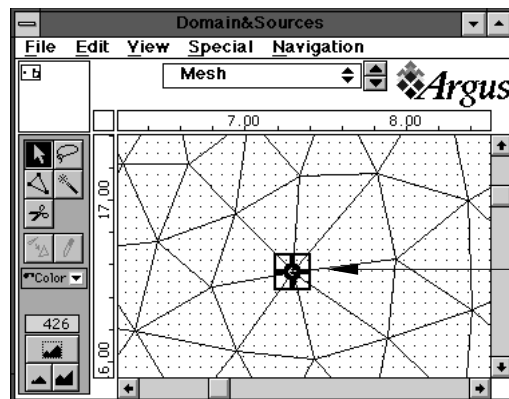 Domain&Sources
File Edit View Special Navigation
Mesh
Argus
7.00 8.00
17.00
Color
426
6.00